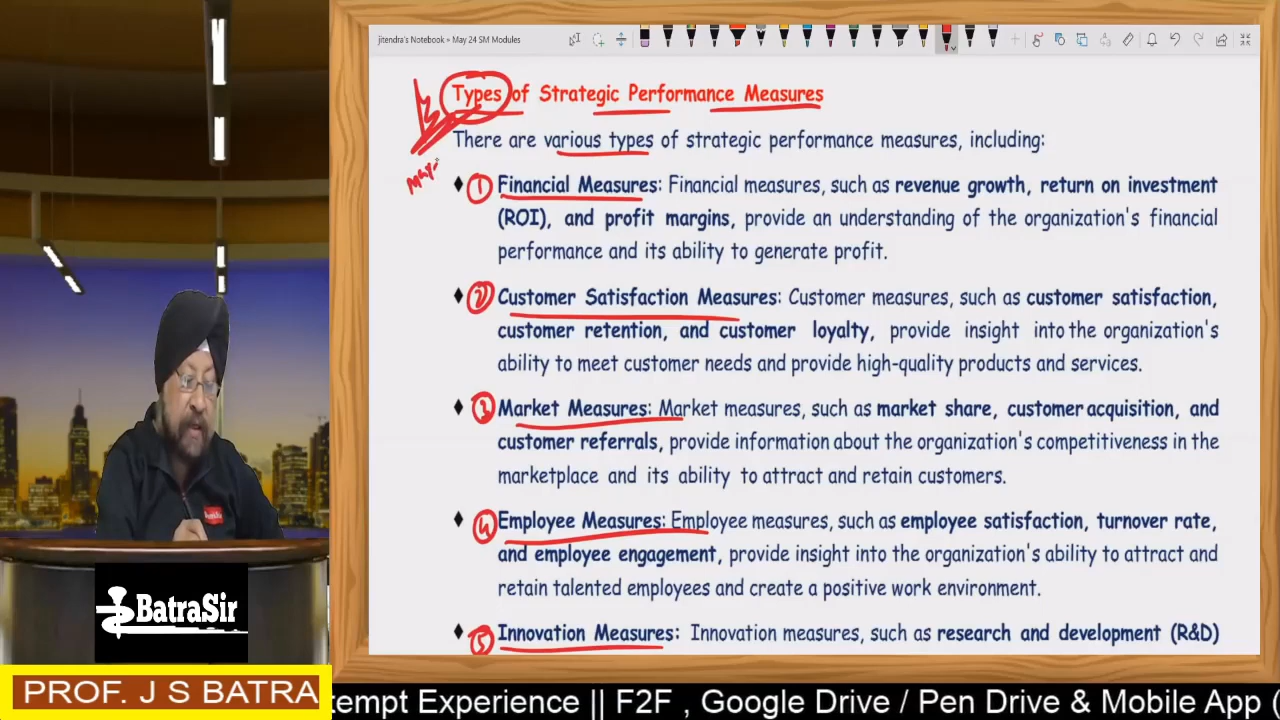 jitendra's Notebook > May 24 SM Modules
Types of Strategic Performance Measures
There are various types of strategic performance measures, including:
May-
♦ 1 Financial Measures: Financial measures, such as revenue growth, return on investment
(ROI), and profit margins, provide an understanding of the organization's financial
performance and its ability to generate profit.
♦ 2 Customer Satisfaction Measures: Customer measures, such as customer satisfaction,
customer retention, and customer loyalty, provide insight into the organization's
ability to meet customer needs and provide high-quality products and services.
♦ 3 Market Measures: Market measures, such as market share, customer acquisition, and
customer referrals, provide information about the organization's competitiveness in the
marketplace and its ability to attract and retain customers.
♦ 4 Employee Measures: Employee measures, such as employee satisfaction, turnover rate,
and employee engagement, provide insight into the organization's ability to attract and
retain talented employees and create a positive work environment.
♦ 5 Innovation Measures: Innovation measures, such as research and development (R&D)
BatraSir
PROF. J S BATRA
tempt Experience || F2F , Google Drive / Pen Drive & Mobile App (